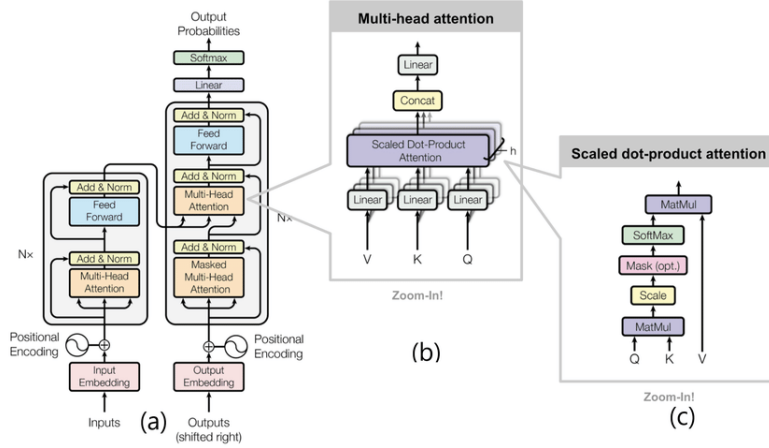 Output
Probabilities
Softmax
Linear
Add & Norm
Feed
Forward
Add & Norm
Multi-Head
Attention
Nx
Add & Norm
Masked
Multi-Head
Attention
Positional
Encoding
Output
Embedding
Outputs
(shifted right)
Add & Norm
Feed
Forward
Nx
Add & Norm
Multi-Head
Attention
Positional
Encoding
Input
Embedding
Inputs
(a)
Multi-head attention
Linear
Concat
Scaled Dot-Product
Attention
h
Linear
Linear
Linear
V
K
Q
Zoom-In!
(b)
Scaled dot-product attention
MatMul
SoftMax
Mask (opt.)
Scale
MatMul
Q
K
V
Zoom-In!
(c)